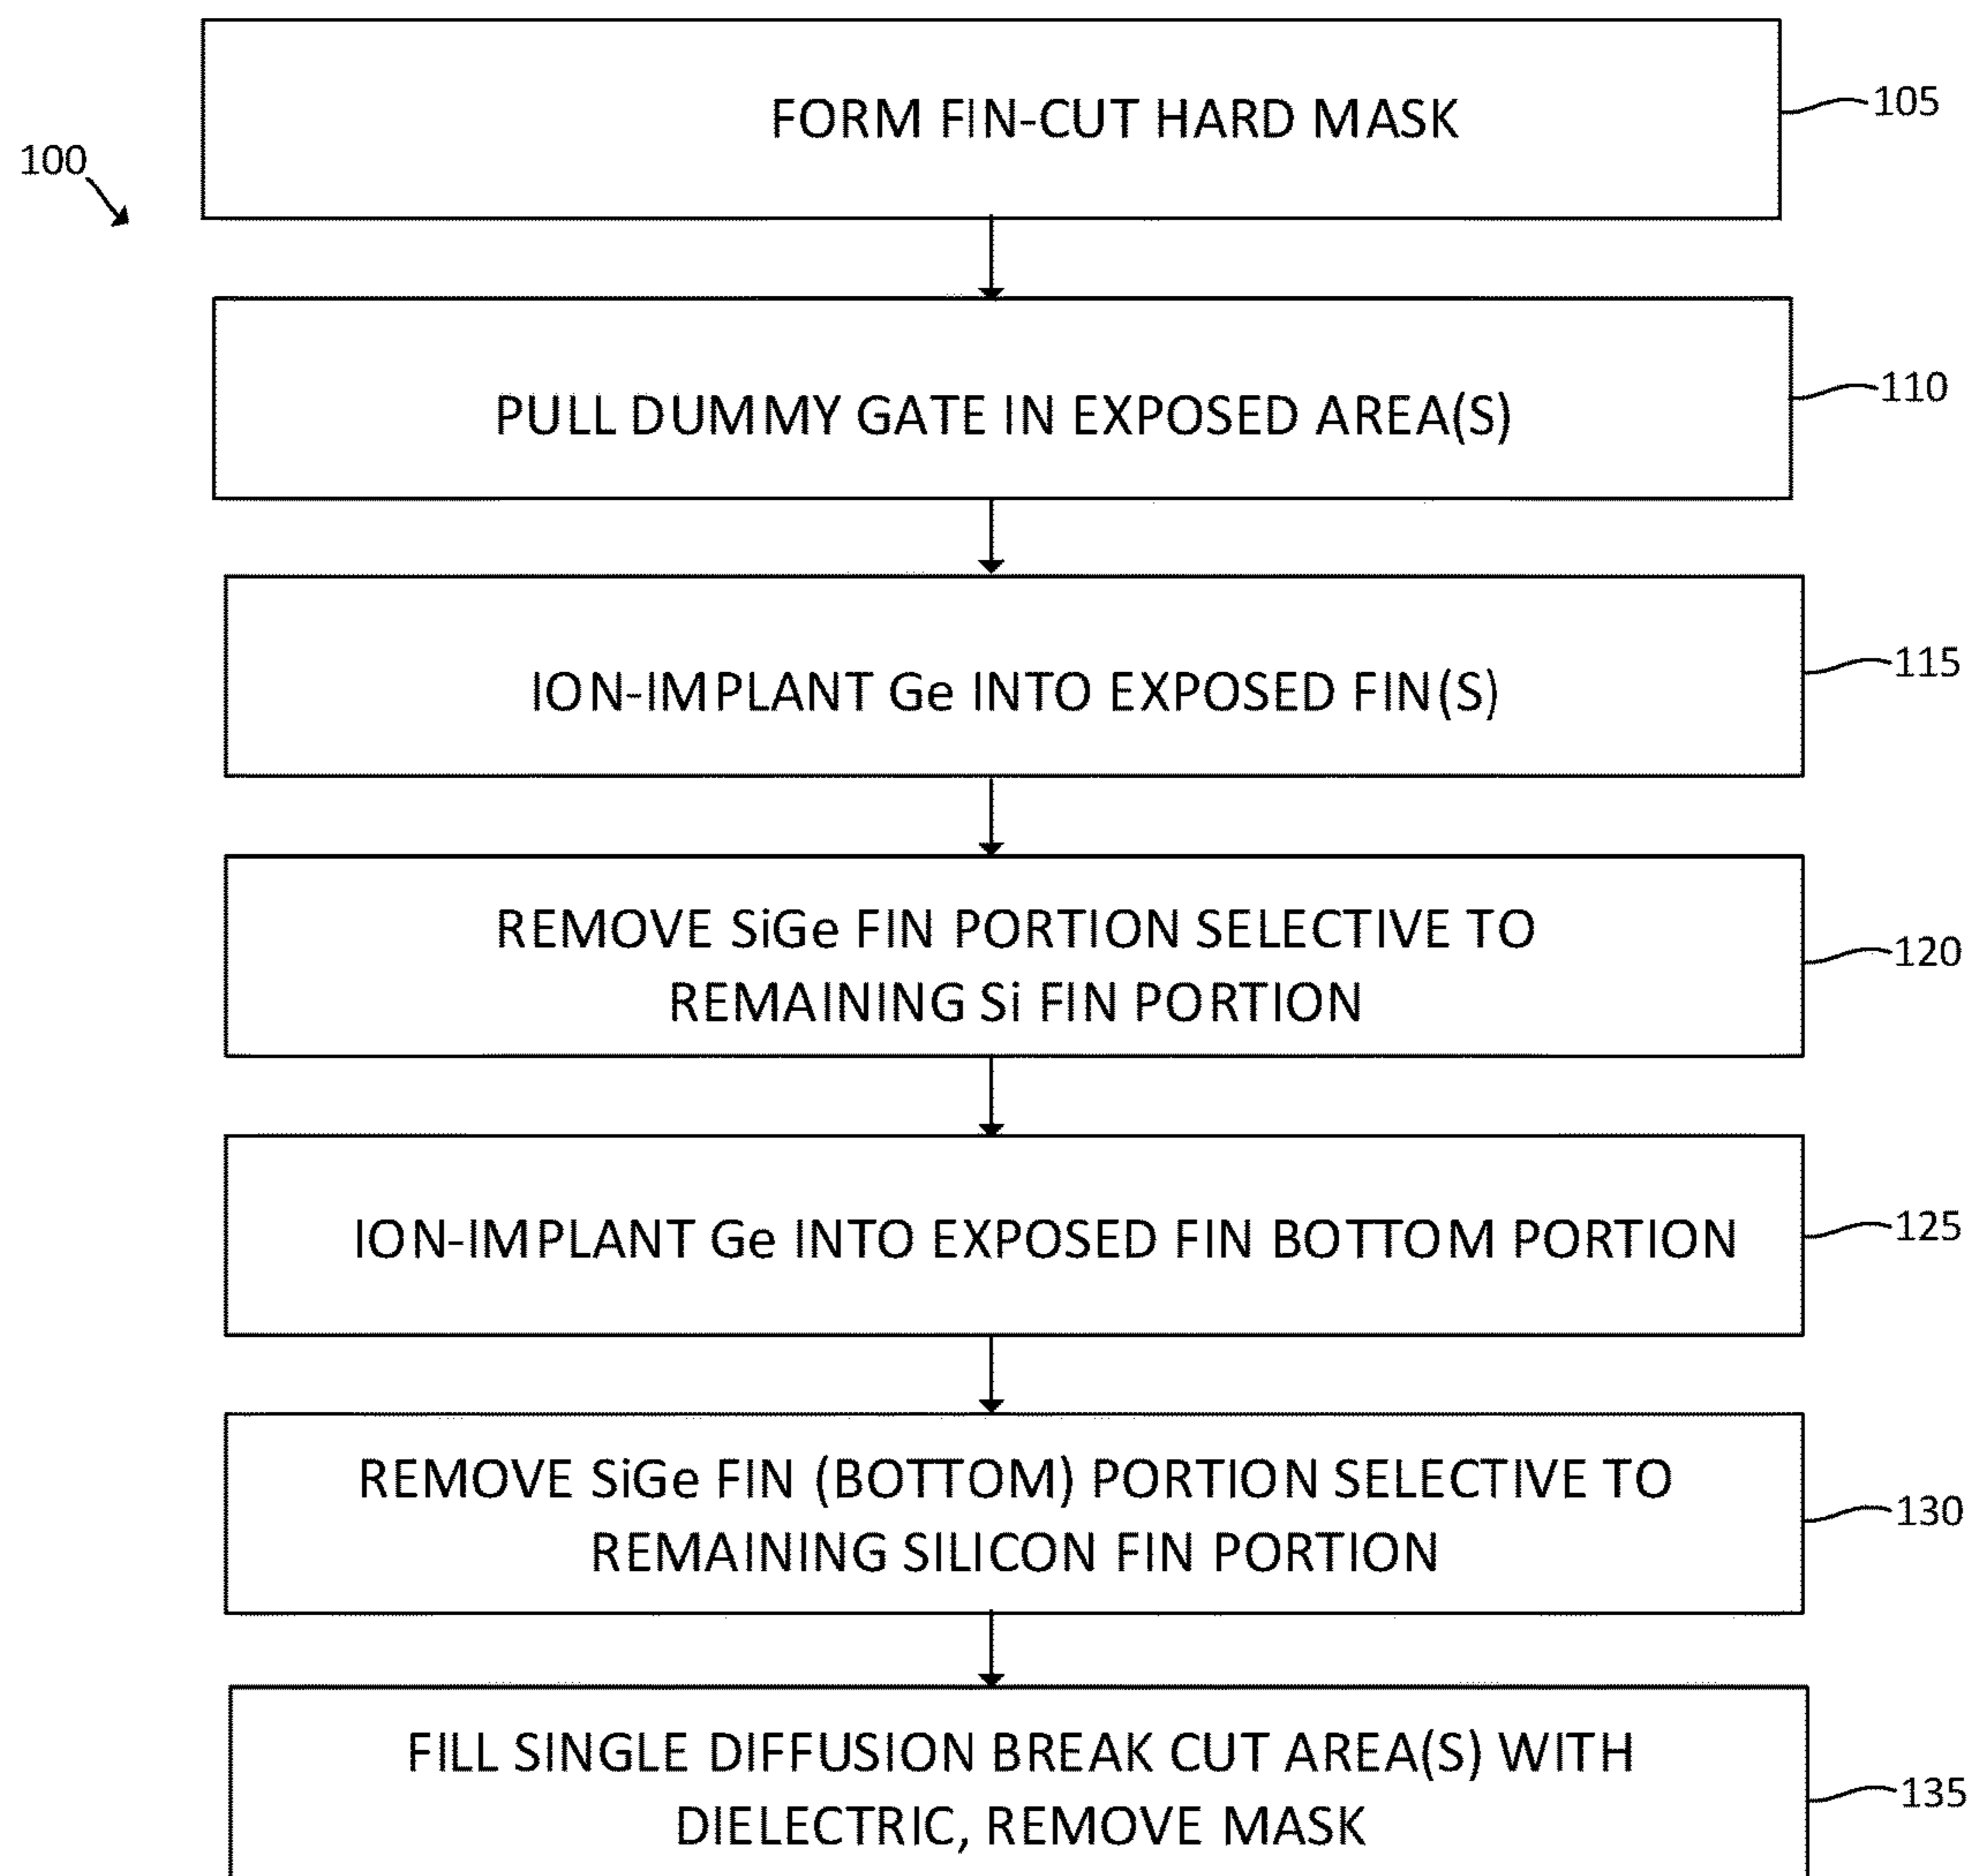 FORM FIN-CUT HARD MASK
105
100
PULL DUMMY GATE IN EXPOSED AREA(S)
110
ION-IMPLANT Ge INTO EXPOSED FIN(S)
115
REMOVE SiGe FIN PORTION SELECTIVE TO
REMAINING Si FIN PORTION
120
ION-IMPLANT Ge INTO EXPOSED FIN BOTTOM PORTION
125
REMOVE SiGe FIN (BOTTOM) PORTION SELECTIVE TO
REMAINING SILICON FIN PORTION
130
FILL SINGLE DIFFUSION BREAK CUT AREA(S) WITH
DIELECTRIC, REMOVE MASK
135